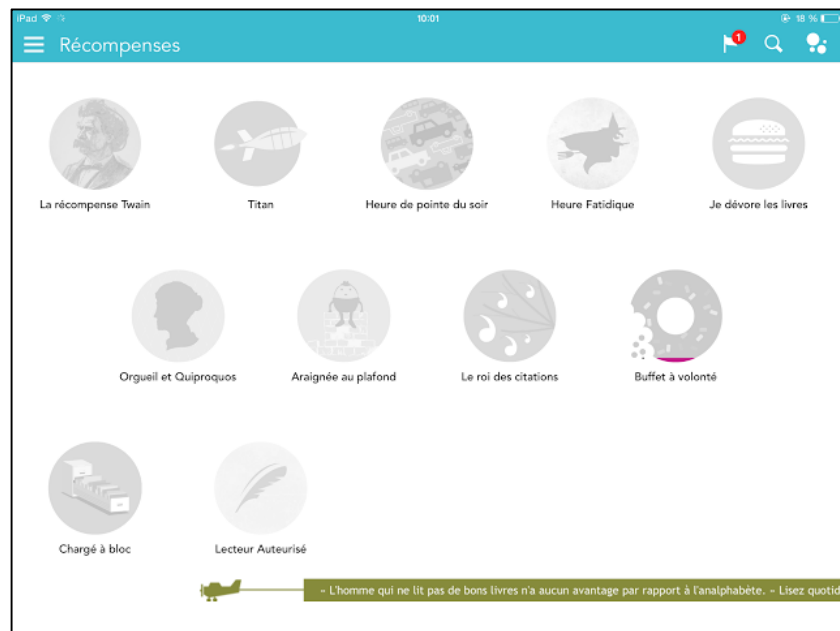 iPad 10:01 18 %
Récompenses 1
La récompense Twain Titan Heure de pointe du soir Heure Fatidique Je dévore les livres
Orgueil et Quiproquos Araignée au plafond Le roi des citations Buffet à volonté
Chargé à bloc Lecteur Auteurisé
« L'homme qui ne lit pas de bons livres n'a aucun avantage par rapport à l'analphabète. » Lisez quotid